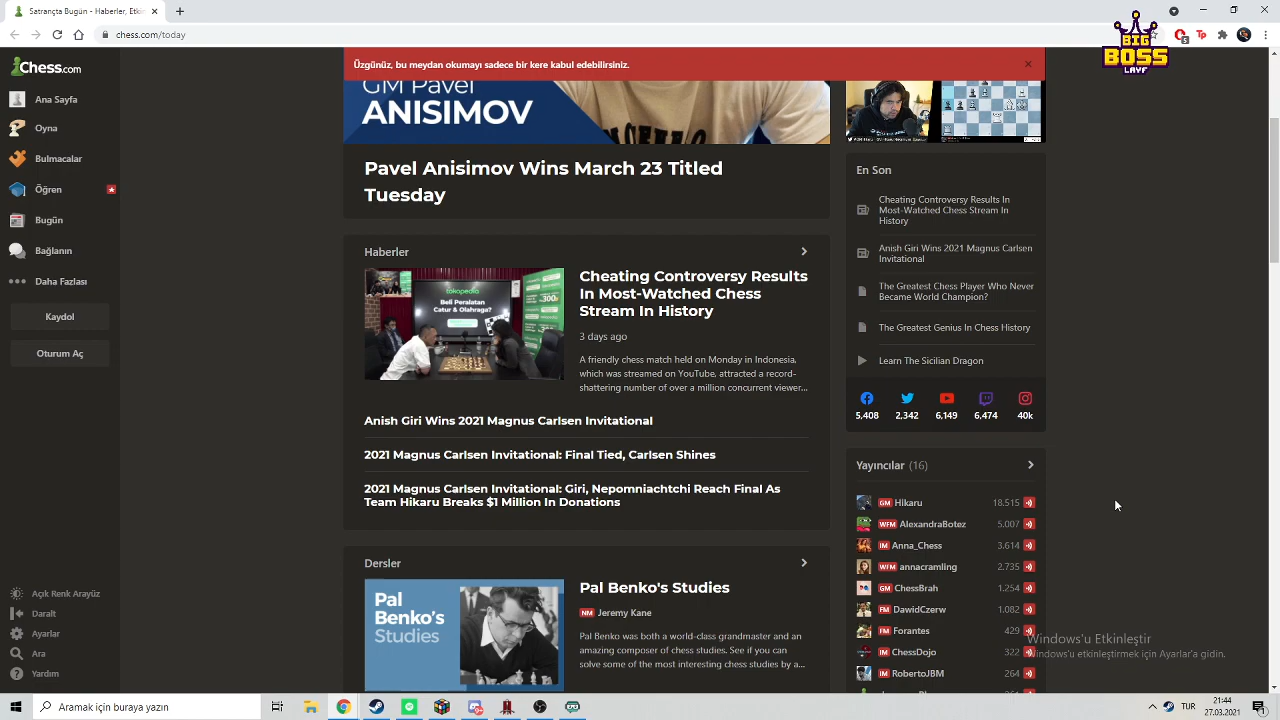 Satrançla İlgili Her Şey
chess.com/today
BIG
BOSS
LAYF
Chess.com
Ana Sayfa
Oyna
Bulmacalar
Öğren
Bugün
Bağlanın
Daha Fazlası
Kaydol
Oturum Aç
Açık Renk Arayüz
Daralt
Ayarlar
Ara
Yardım
Üzgünüz, bu meydan okumayı sadece bir kere kabul edebilirsiniz.
GM Pavel
ANISIMOV
Pavel Anisimov Wins March 23 Titled
Tuesday
Haberler
tokopedia
Beli Peralatan
Catur & Olahraga?
Cheating Controversy Results
In Most-Watched Chess
Stream In History
3 days ago
A friendly chess match held on Monday in Indonesia,
which was streamed on YouTube, attracted a record-
shattering number of over a million concurrent viewer...
Anish Giri Wins 2021 Magnus Carlsen Invitational
2021 Magnus Carlsen Invitational: Final Tied, Carlsen Shines
2021 Magnus Carlsen Invitational: Giri, Nepomniachtchi Reach Final As
Team Hikaru Breaks $1 Million In Donations
Dersler
Pal
Benko's
Studies
Pal Benko's Studies
NM Jeremy Kane
Pal Benko was both a world-class grandmaster and an
amazing composer of chess studies. See if you can
solve some of the most interesting chess studies by a...
En Son
Cheating Controversy Results In
Most-Watched Chess Stream In
History
Anish Giri Wins 2021 Magnus Carlsen
Invitational
The Greatest Chess Player Who Never
Became World Champion?
The Greatest Genius In Chess History
Learn The Sicilian Dragon
5,408 2,342 6,149 6,474 40k
Yayıncılar (16)
GM Hikaru 18.515
WFM AlexandraBotez 5.007
IM Anna_Chess 3.614
WFM annacramling 2.735
GM ChessBrah 1.254
FM DawidCzerw 1.082
FM Forantes 429
IM ChessDojo 322
IM RobertoJBM 264
Windows'u Etkinleştir
Windows'u etkinleştirmek için Ayarlar'a gidin.
Aramak için buraya yazın
TUR
21:44
27.03.2021